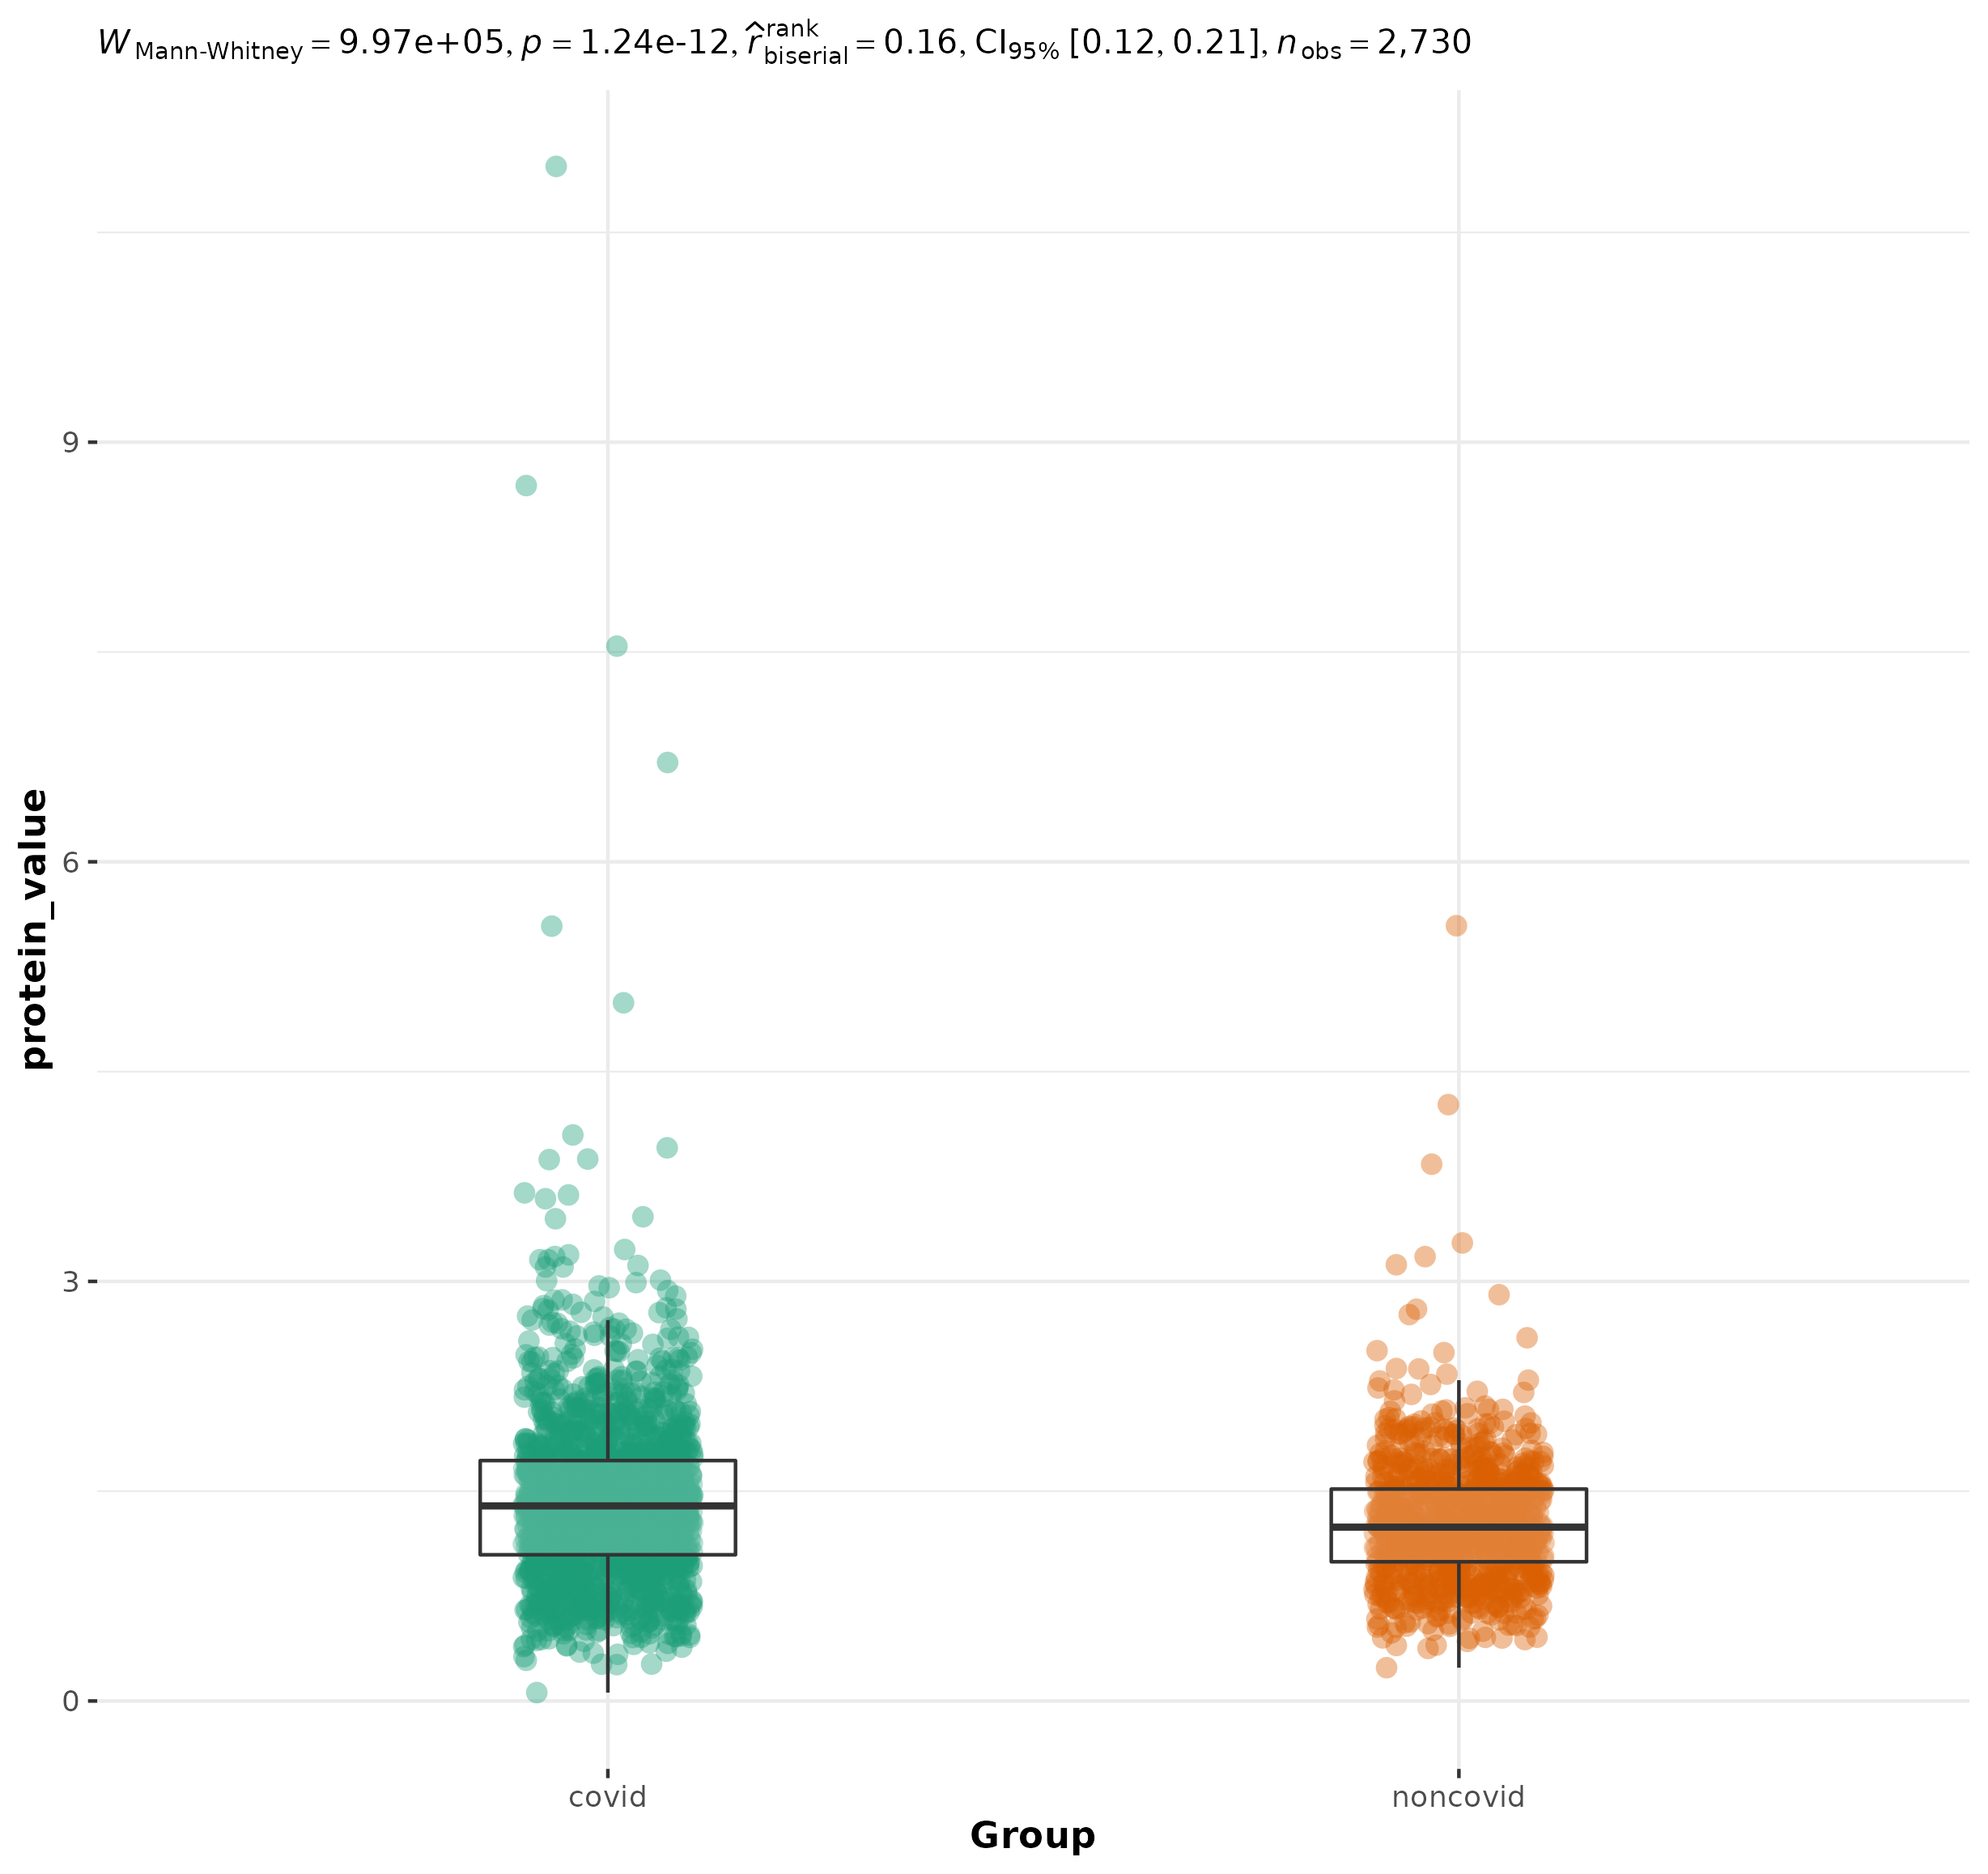 W Mann-Whitney = 9.97e+05, p = 1.24e-12, r̂ rank biserial = 0.16, CI95% [0.12, 0.21], nobs = 2,730
protein_value
9
6
3
0
covid noncovid
Group